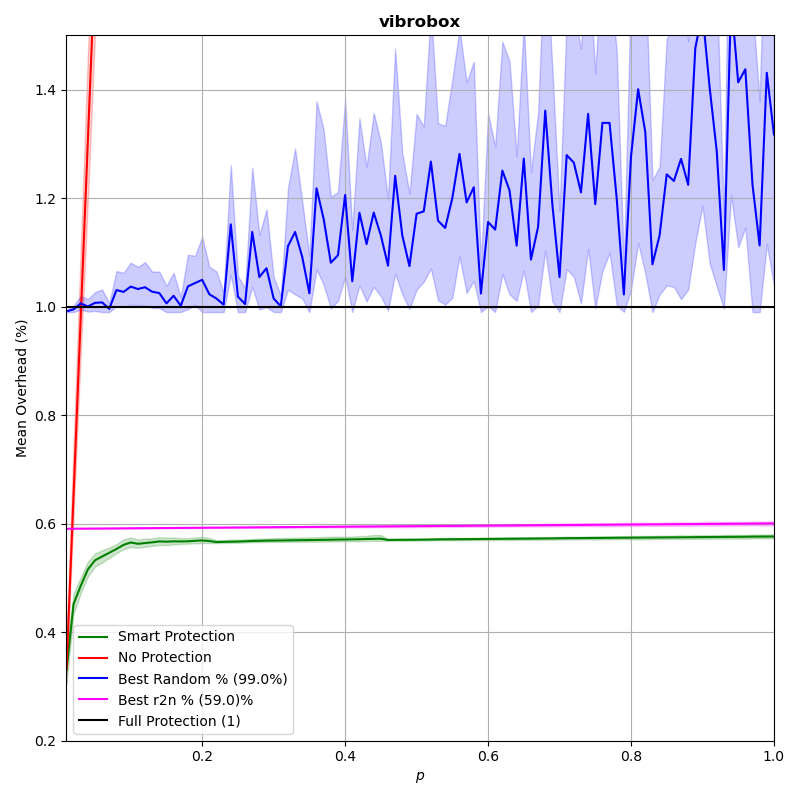 vibrobox
Mean Overhead (%)
1.4
1.2
1.0
0.8
0.6
0.4
0.2
Smart Protection
No Protection
Best Random % (99.0%)
Best r2n % (59.0)%
Full Protection (1)
0.2 0.4 0.6 0.8 1.0
p